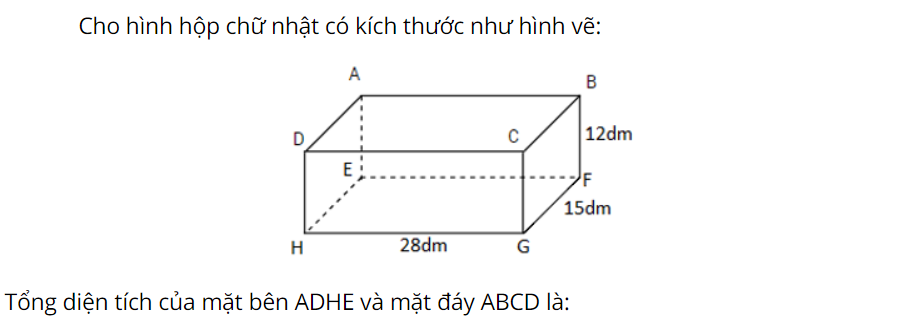 Cho hình hộp chữ nhật có kích thước như hình vẽ:
A
B
D
C
12dm
E
F
15dm
H
28dm
G
Tổng diện tích của mặt bên ADHE và mặt đáy ABCD là: